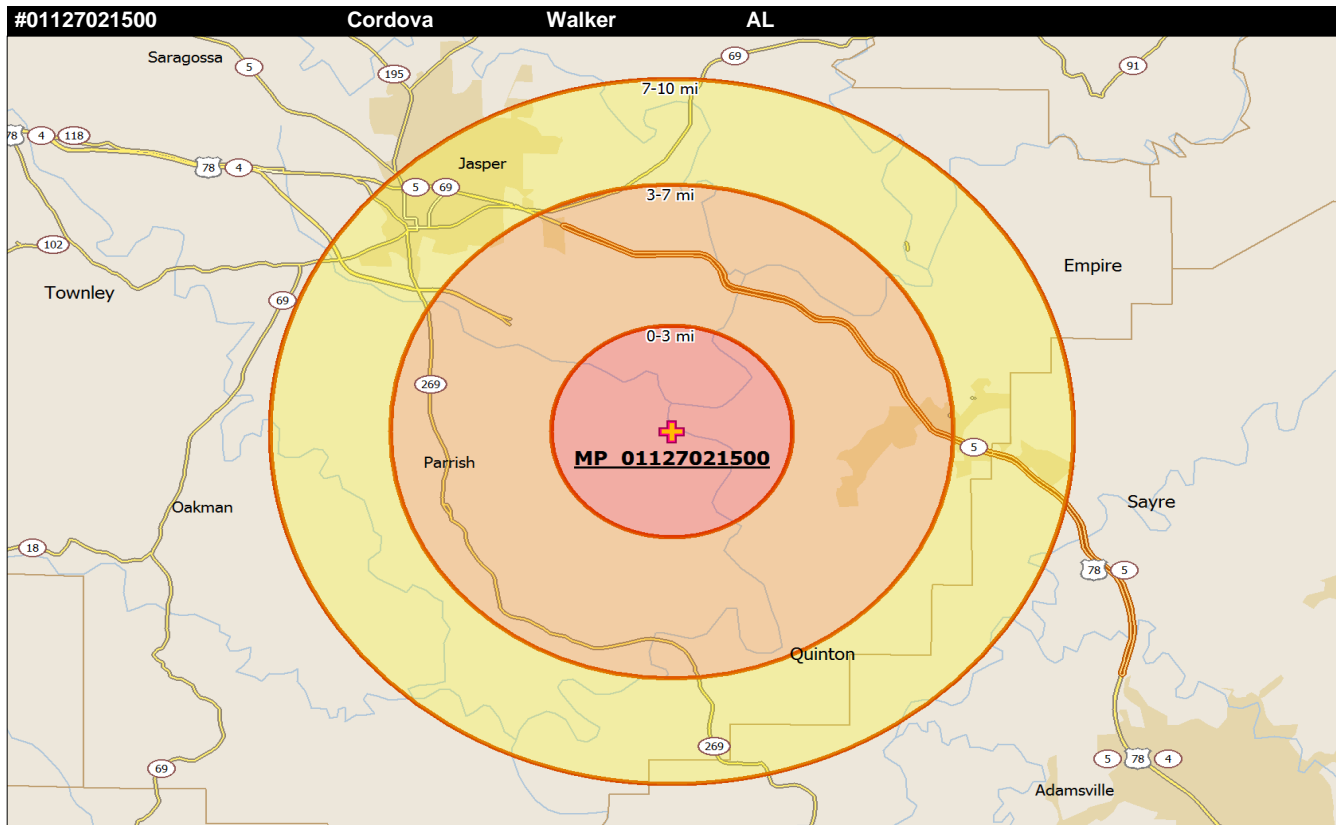 #01127021500 Cordova Walker AL
Saragossa
5
195
69
91
7-10 mi
78
4
118
78
4
Jasper
5
69
3-7 mi
102
Townley
69
Empire
0-3 mi
269
MP 01127021500
5
Parrish
Oakman
Sayre
18
78
5
Quinton
269
69
5
78
4
Adamsville